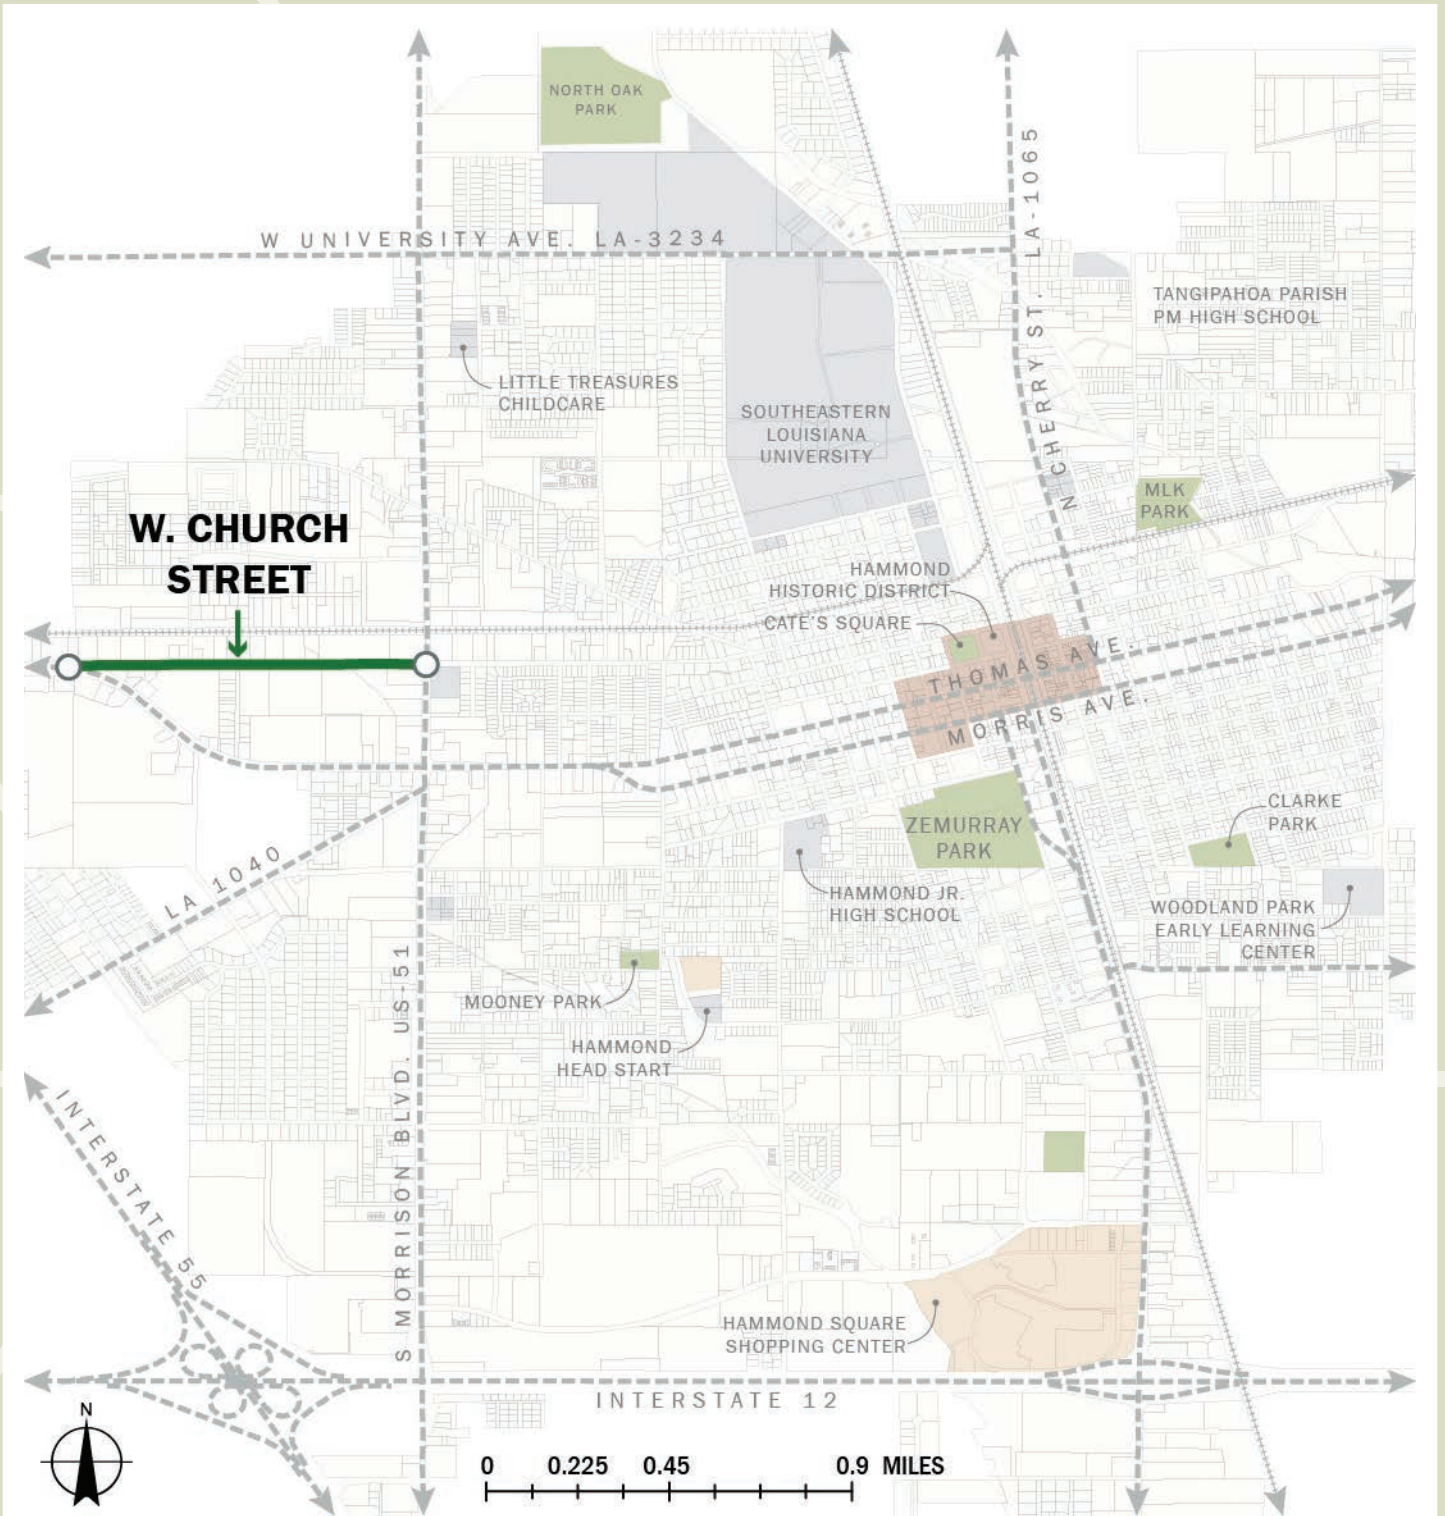 NORTH OAK
PARK
LA-1065
W UNIVERSITY AVE. LA-3234
TANGIPAHOA PARISH
PM HIGH SCHOOL
LITTLE TREASURES
CHILDCARE
SOUTHEASTERN
LOUISIANA
UNIVERSITY
N CHERRY ST.
MLK
PARK
W. CHURCH
STREET
HAMMOND
HISTORIC DISTRICT
CATE'S SQUARE
THOMAS AVE.
MORRIS AVE.
CLARKE
PARK
ZEMURRAY
PARK
LA 1040
HAMMOND JR.
HIGH SCHOOL
WOODLAND PARK
EARLY LEARNING
CENTER
S MORRISON BLVD. US-51
MOONEY PARK
HAMMOND
HEAD START
INTERSTATE 55
HAMMOND SQUARE
SHOPPING CENTER
INTERSTATE 12
N
0 0.225 0.45 0.9 MILES